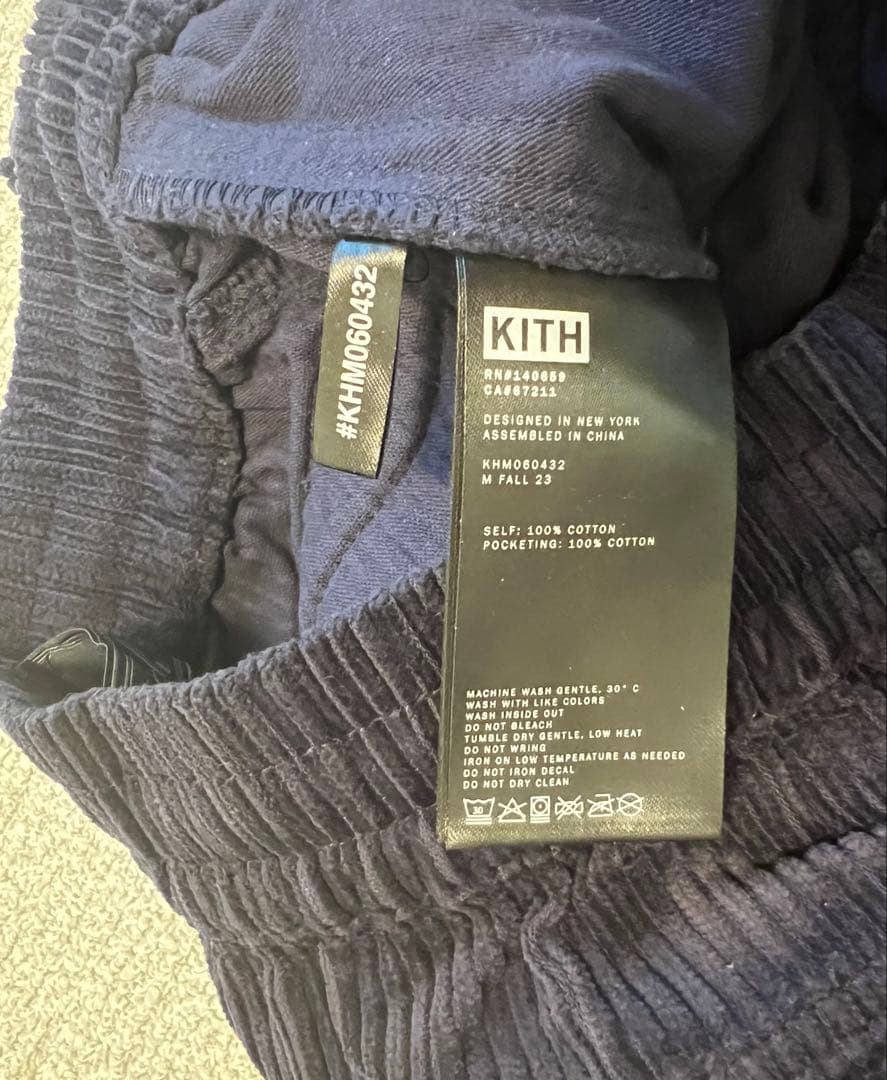 #KHM060432
KITH
RN#140659
CA#67211
DESIGNED IN NEW YORK
ASSEMBLED IN CHINA
KHM060432
M FALL 23
SELF: 100% COTTON
POCKETING: 100% COTTON
MACHINE WASH GENTLE, 30° C
WASH WITH LIKE COLORS
WASH INSIDE OUT
DO NOT BLEACH
TUMBLE DRY GENTLE, LOW HEAT
DO NOT WRING
IRON ON LOW TEMPERATURE AS NEEDED
DO NOT IRON DECAL
DO NOT DRY CLEAN
30